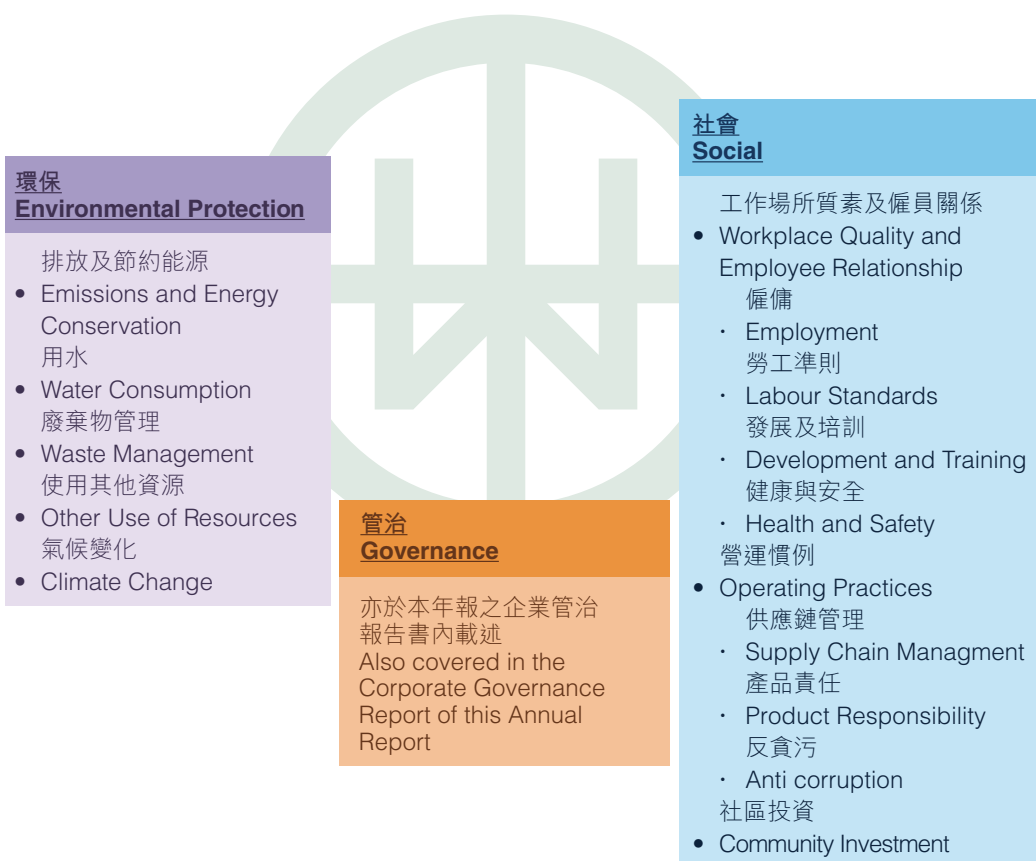 環保
Environmental Protection
排放及節約能源
• Emissions and Energy
Conservation
用水
• Water Consumption
廢棄物管理
• Waste Management
使用其他資源
• Other Use of Resources
氣候變化
• Climate Change
管治
Governance
亦於本年報之企業管治
報告書內載述
Also covered in the
Corporate Governance
Report of this Annual
Report
社會
Social
工作場所質素及僱員關係
• Workplace Quality and
Employee Relationship
僱傭
· Employment
勞工準則
· Labour Standards
發展及培訓
· Development and Training
健康與安全
· Health and Safety
營運慣例
• Operating Practices
供應鏈管理
· Supply Chain Managment
產品責任
· Product Responsibility
反貪污
· Anti corruption
社區投資
• Community Investment